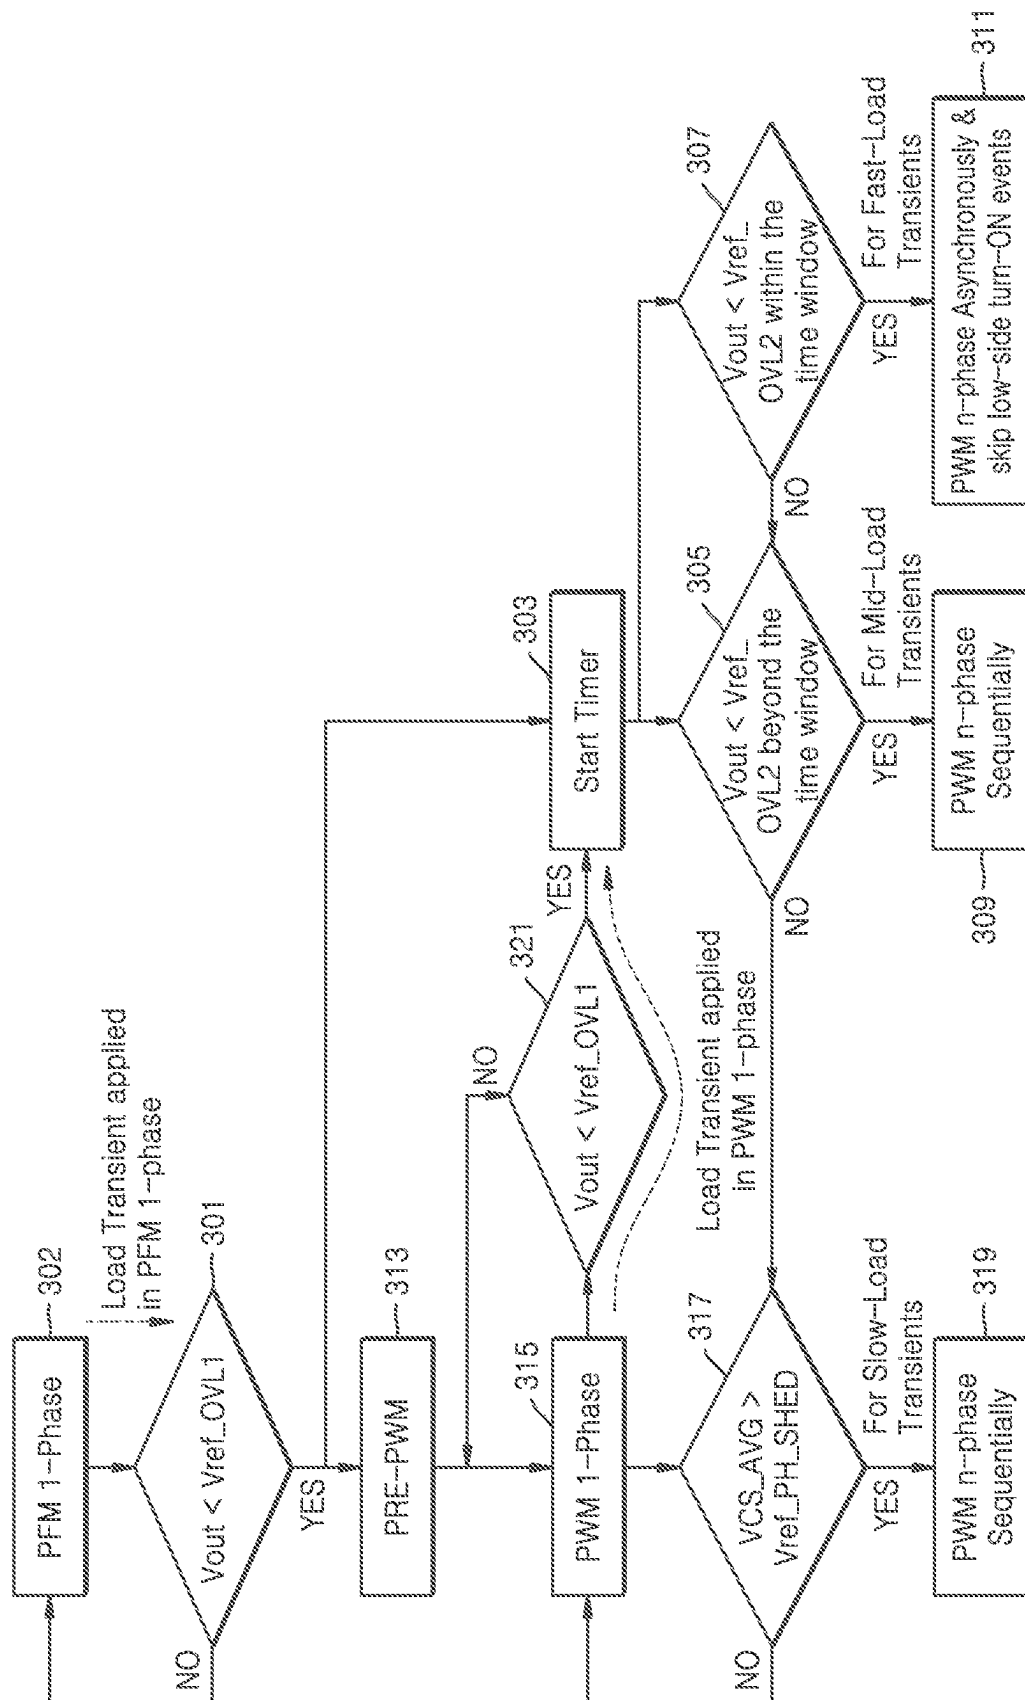 PFM 1-Phase
302
Load Transient applied
in PFM 1-phase
Vout < Vref_OVL1
301
NO
YES
PRE-PWM
313
PWM 1-Phase
315
Vout < Vref_OVL1
321
NO
YES
Start Timer
303
Load Transient applied
in PWM 1-phase
VCS_AVG >
Vref_PH_SHED
317
NO
YES
For Slow-Load
Transients
PWM n-phase
Sequentially
319
Vout < Vref_
OVL2 beyond the
time window
305
NO
YES
For Mid-Load
Transients
PWM n-phase
Sequentially
309
Vout < Vref_
OVL2 within the
time window
307
NO
YES
For Fast-Load
Transients
PWM n-phase Asynchronously &
skip low-side turn-ON events
311